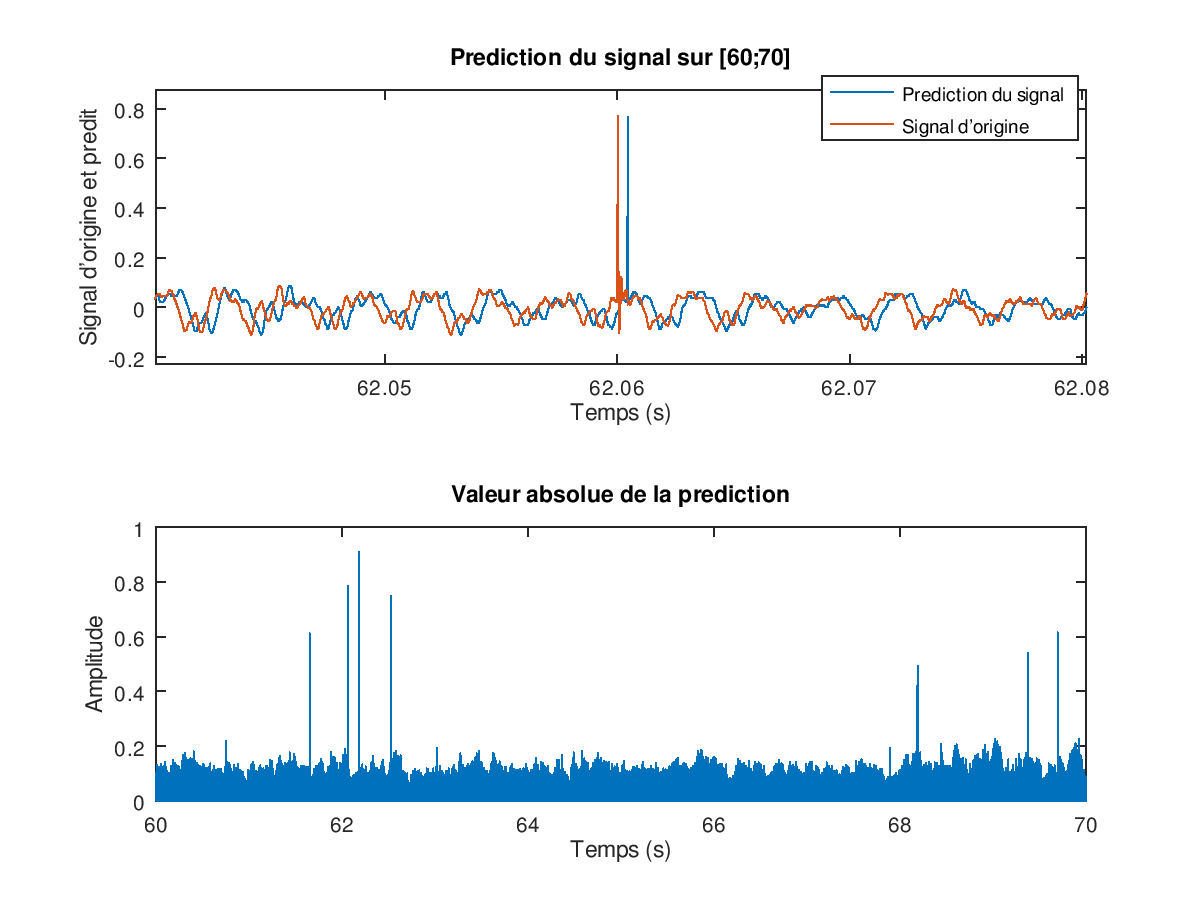 Prediction du signal sur [60;70]
Prediction du signal
Signal d'origine
Signal d'origine et predit
0.8
0.6
0.4
0.2
0
-0.2
62.05 62.06 62.07 62.08
Temps (s)
Valeur absolue de la prediction
Amplitude
1
0.8
0.6
0.4
0.2
0
60 62 64 66 68 70
Temps (s)